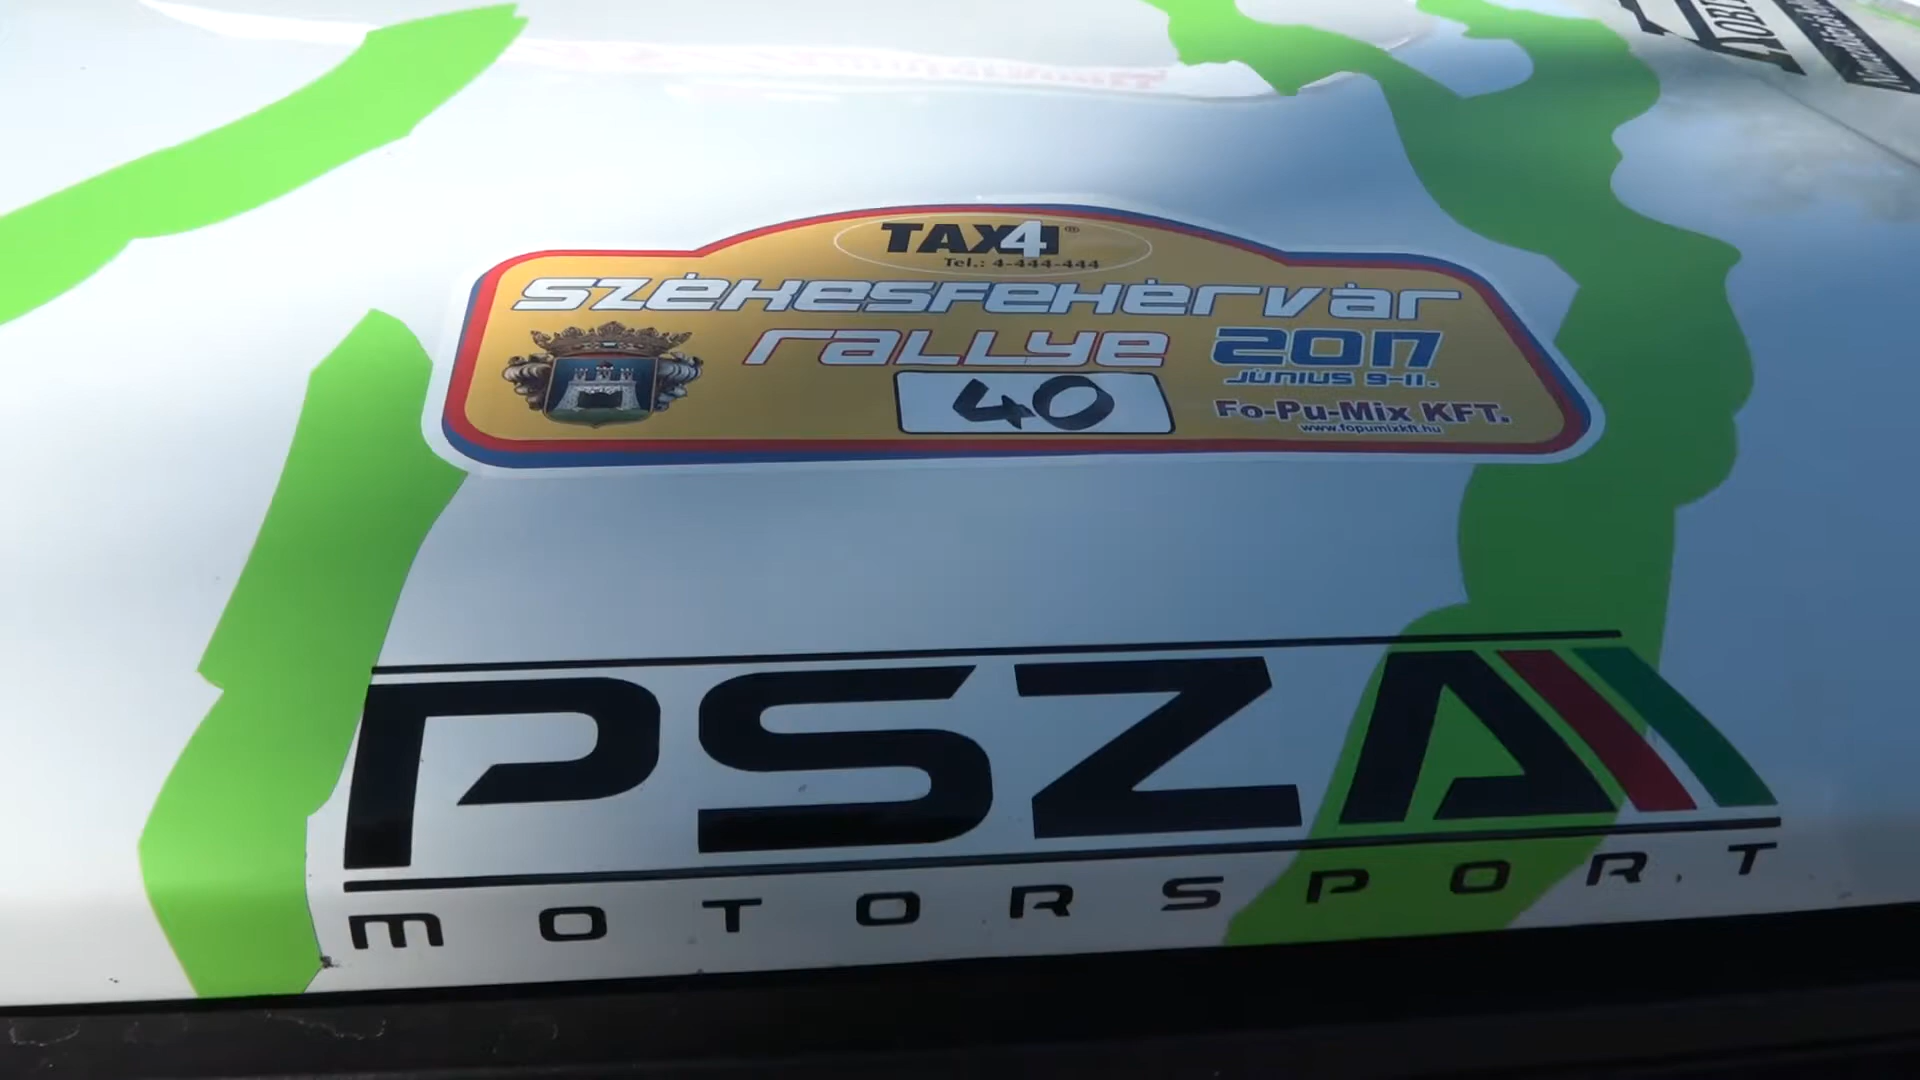 TAXI4®
Tel.: 4-444-444
SZÉKESFEHÉRVÁR
RALLYE 2017
JÚNIUS 9-11.
40
Fo-Pu-Mix KFT.
www.fopumixkft.hu
PSZA
MOTORSPORT